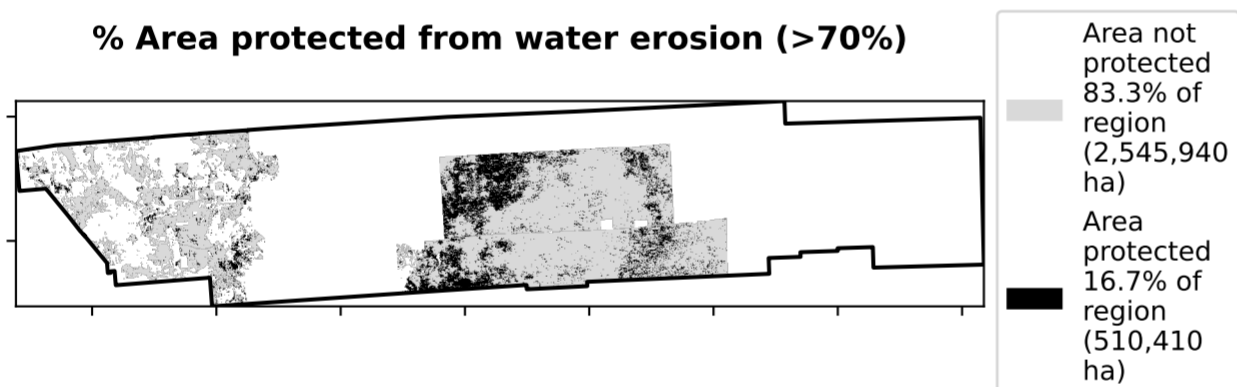 % Area protected from water erosion (>70%)
Area not
protected
83.3% of
region
(2,545,940
ha)
Area
protected
16.7% of
region
(510,410
ha)